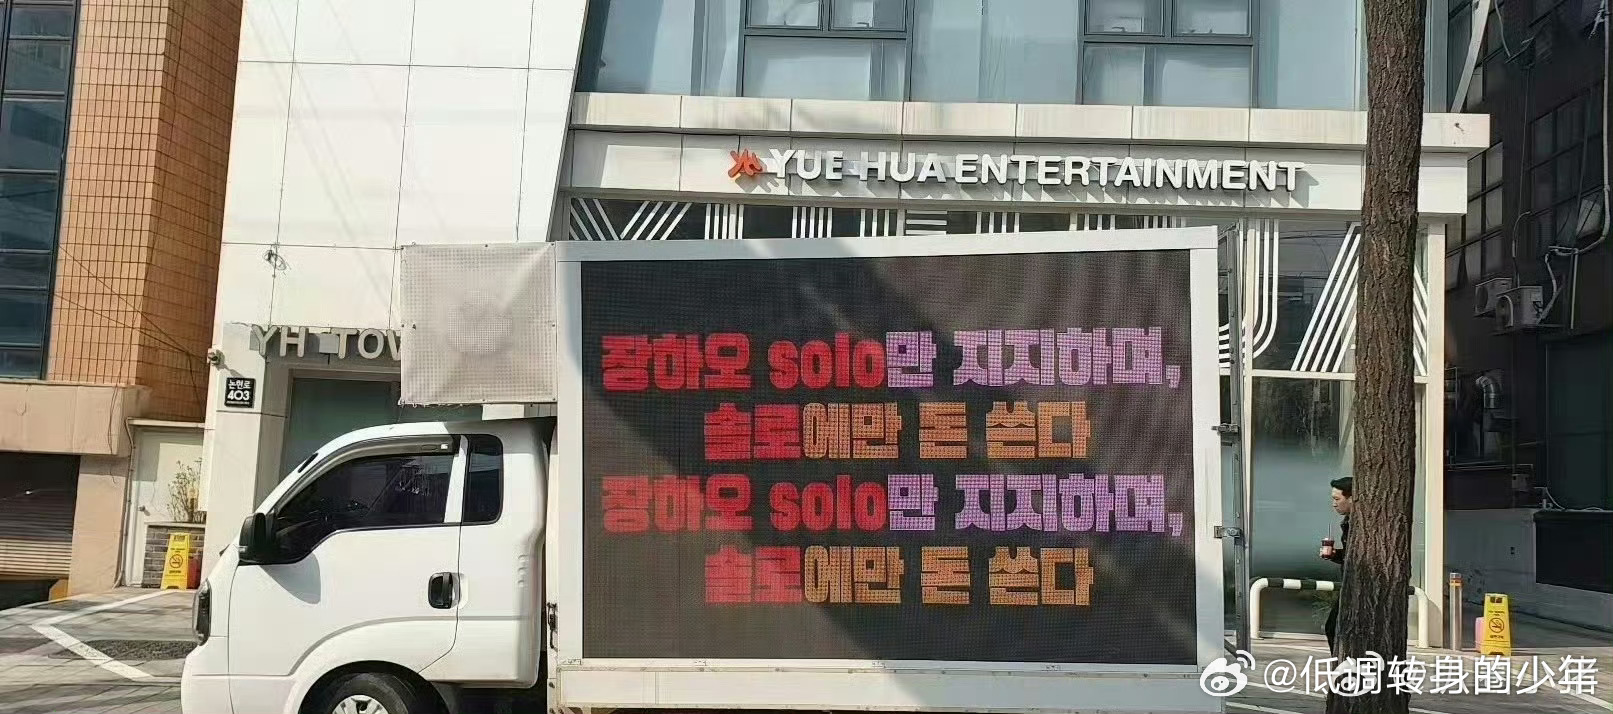 YUE HUA ENTERTAINMENT
YH TOW
논현로
403
장하오 solo만 지지하며,
솔로에만 돈 쓴다
장하오 solo만 지지하며,
솔로에만 돈 쓴다
@低调转身的少年